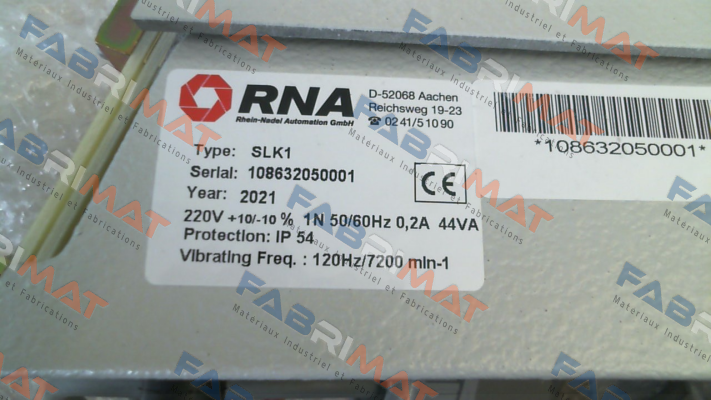 RNA
Rhein-Nadel Automation GmbH
D-52068 Aachen
Reichsweg 19-23
☎ 0241/51090
Type: SLK1
Serial: 108632050001
Year: 2021
CE
220V +10/-10 % 1N 50/60Hz 0,2A 44VA
Protection: IP 54
Vibrating Freq. : 120Hz/7200 min-1
*108632050001*
FABRIMAT
Matériaux Industriel et Fabrications